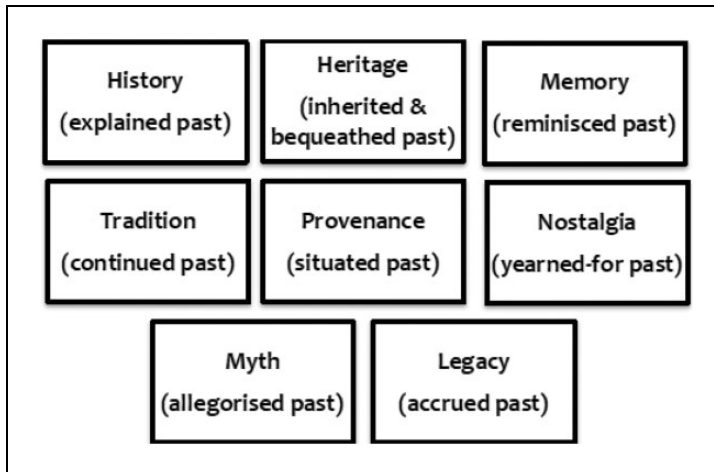 History
(explained past)
Heritage
(inherited &
bequeathed past)
Memory
(reminisced past)
Tradition
(continued past)
Provenance
(situated past)
Nostalgia
(yearned-for past)
Myth
(allegorised past)
Legacy
(accrued past)